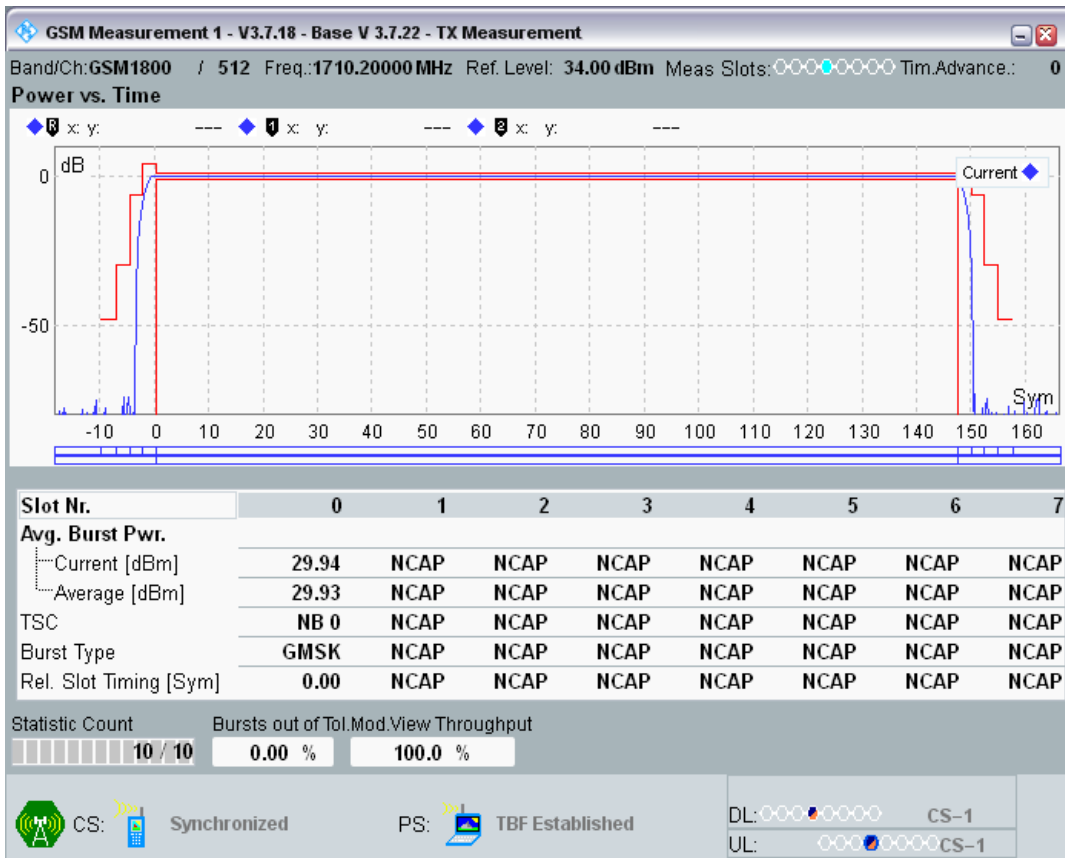 GSM Measurement 1 - V3.7.18 - Base V 3.7.22 - TX Measurement
Band/Ch:GSM1800 / 512 Freq.:1710.20000 MHz Ref. Level: 34.00 dBm Meas Slots: Tim.Advance.: 0
Power vs. Time
R x: y: --- 1 x: y: --- 2 x: y: ---
dB
Current
0
-50
Sym
-10 0 10 20 30 40 50 60 70 80 90 100 110 120 130 140 150 160
Slot Nr. 0 1 2 3 4 5 6 7
Avg. Burst Pwr.
Current [dBm] 29.94 NCAP NCAP NCAP NCAP NCAP NCAP NCAP
Average [dBm] 29.93 NCAP NCAP NCAP NCAP NCAP NCAP NCAP
TSC NB 0 NCAP NCAP NCAP NCAP NCAP NCAP NCAP
Burst Type GMSK NCAP NCAP NCAP NCAP NCAP NCAP NCAP
Rel. Slot Timing [Sym] 0.00 NCAP NCAP NCAP NCAP NCAP NCAP NCAP
Statistic Count Bursts out of Tol.Mod.View Throughput
10 / 10 0.00 % 100.0 %
CS: Synchronized PS: TBF Established
DL: CS-1
UL: CS-1